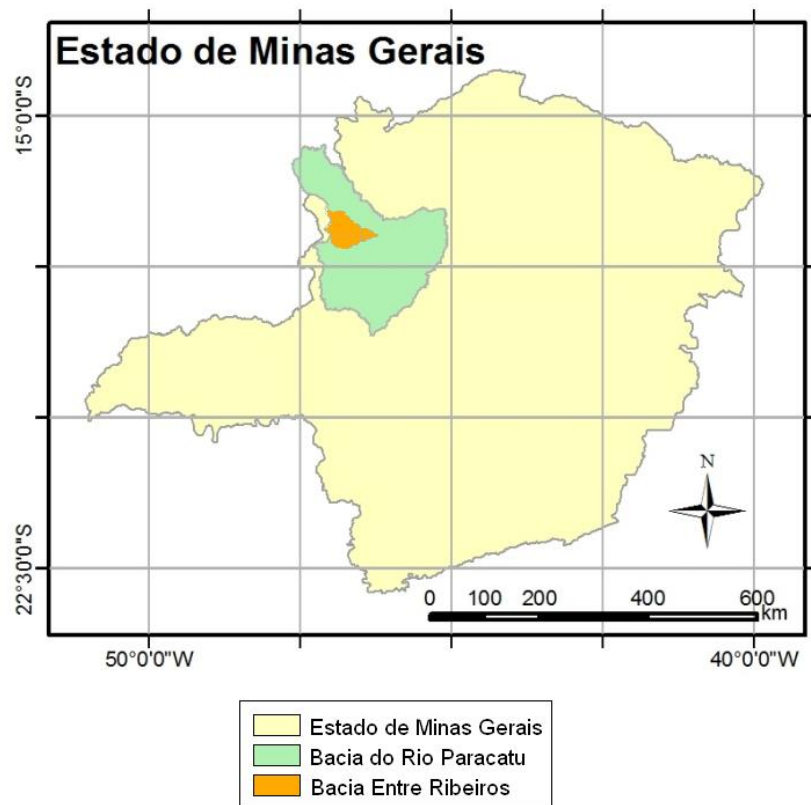 Estado de Minas Gerais
15°0'0"S
22°30'0"S
N
0 100 200 400 600
km
50°0'0"W 40°0'0"W
Estado de Minas Gerais
Bacia do Rio Paracatu
Bacia Entre Ribeiros